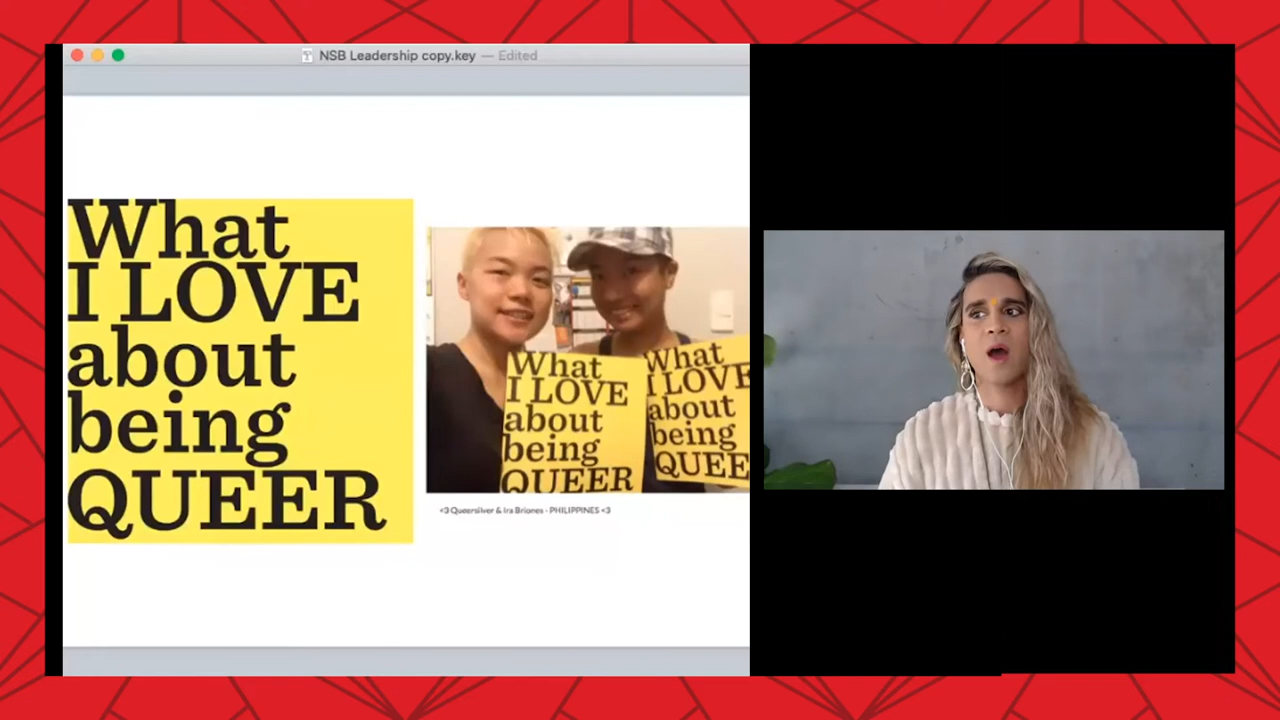 NSB Leadership copy.key — Edited
What
I LOVE
about
being
QUEER
What
I LOVE
about
being
QUEER
What
I LOVE
about
being
QUEE
<3 Queersilver & Ira Briones - PHILIPPINES <3